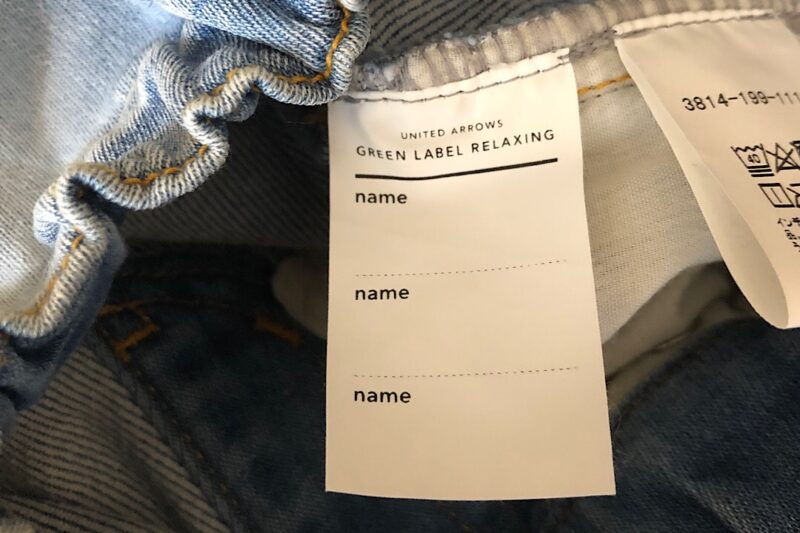 UNITED ARROWS
GREEN LABEL RELAXING
name
name
name
3814-199-111
40